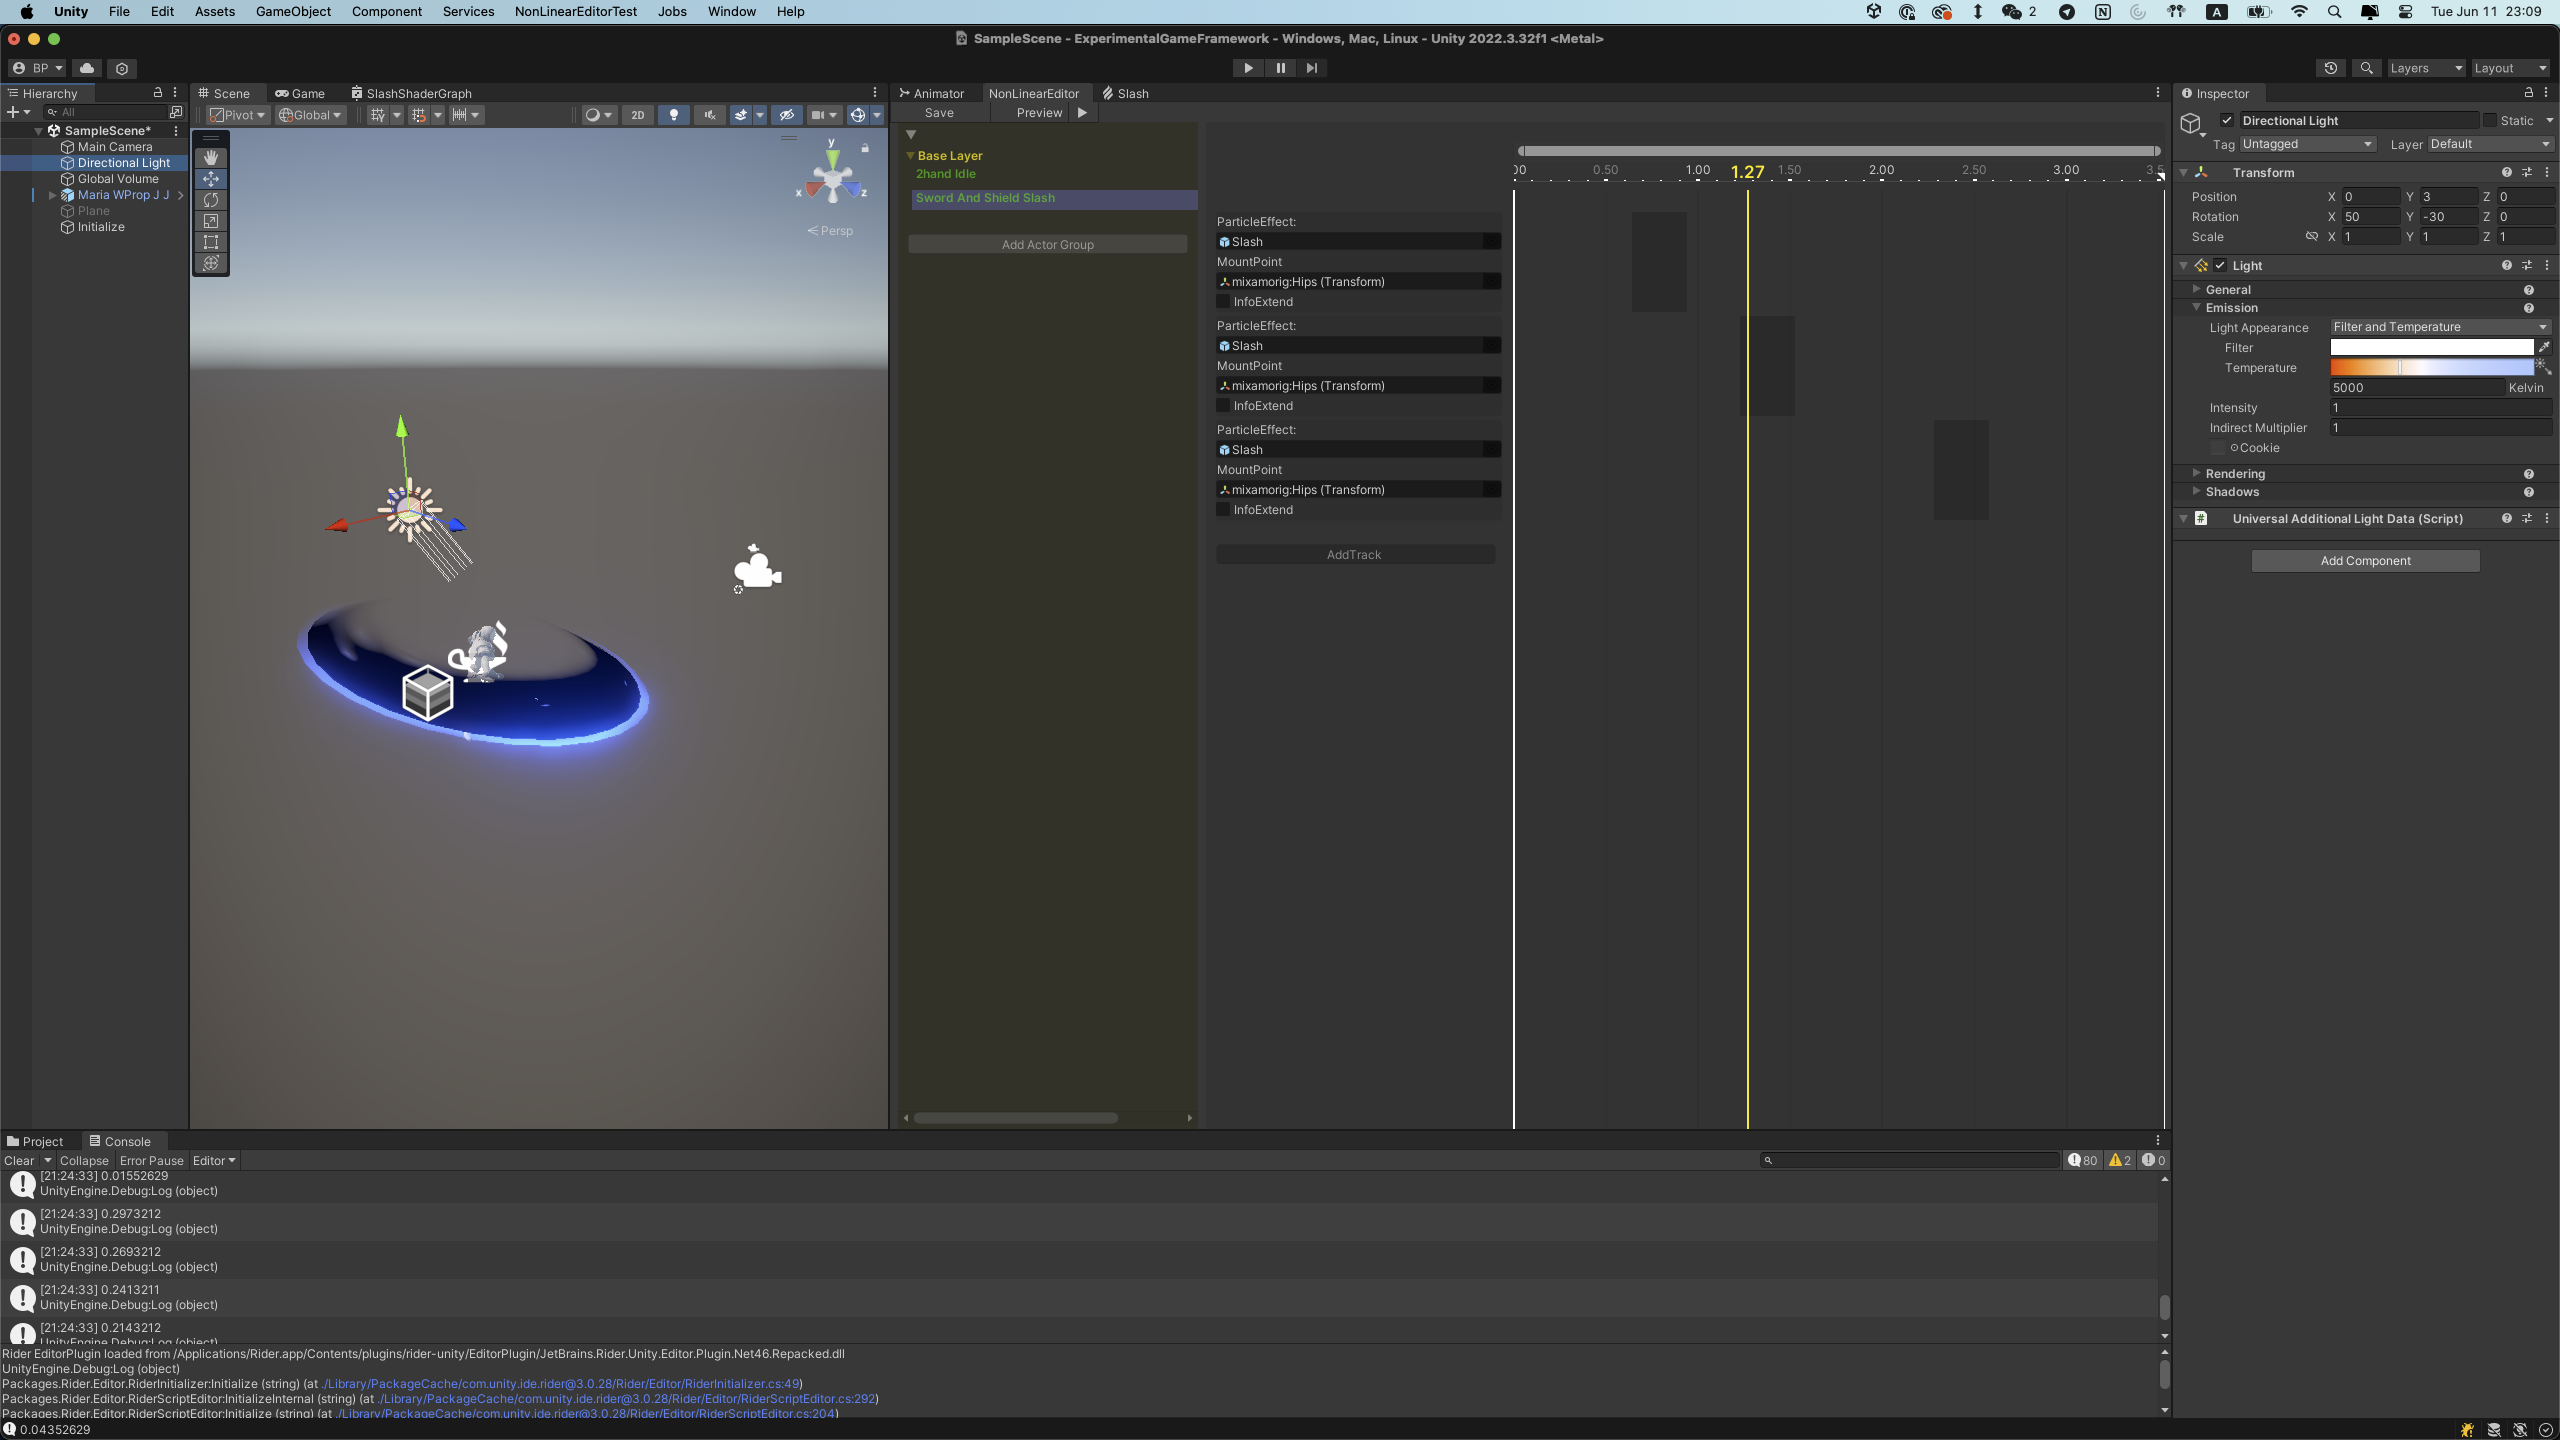 Unity File Edit Assets GameObject Component Services NonLinearEditorTest Jobs Window Help
2 A Tue Jun 11 23:09
SampleScene - ExperimentalGameFramework - Windows, Mac, Linux - Unity 2022.3.32f1 <Metal>
BP
Layers Layout
Hierarchy
All
SampleScene*
Main Camera
Directional Light
Global Volume
Maria WProp J J
Plane
Initialize
Scene Game SlashShaderGraph
Pivot Global 2D
y
x z
Persp
Animator NonLinearEditor Slash
Save Preview
Base Layer
2hand Idle
Sword And Shield Slash
Add Actor Group
0.50 1.00 1.27 1.50 2.00 2.50 3.00 3.5
ParticleEffect:
Slash
MountPoint
mixamorig:Hips (Transform)
InfoExtend
ParticleEffect:
Slash
MountPoint
mixamorig:Hips (Transform)
InfoExtend
ParticleEffect:
Slash
MountPoint
mixamorig:Hips (Transform)
InfoExtend
AddTrack
Inspector
Directional Light Static
Tag Untagged Layer Default
Transform
Position X 0 Y 3 Z 0
Rotation X 50 Y -30 Z 0
Scale X 1 Y 1 Z 1
Light
General
Emission
Light Appearance Filter and Temperature
Filter
Temperature
5000 Kelvin
Intensity 1
Indirect Multiplier 1
Cookie
Rendering
Shadows
Universal Additional Light Data (Script)
Add Component
Project Console
Clear Collapse Error Pause Editor
80 2 0
[21:24:33] 0.01552629
UnityEngine.Debug:Log (object)
[21:24:33] 0.2973212
UnityEngine.Debug:Log (object)
[21:24:33] 0.2693212
UnityEngine.Debug:Log (object)
[21:24:33] 0.2413211
UnityEngine.Debug:Log (object)
[21:24:33] 0.2143212
UnityEngine.Debug:Log (object)
Rider EditorPlugin loaded from /Applications/Rider.app/Contents/plugins/rider-unity/EditorPlugin/JetBrains.Rider.Unity.Editor.Plugin.Net46.Repacked.dll
UnityEngine.Debug:Log (object)
Packages.Rider.Editor.RiderInitializer:Initialize (string) (at ./Library/PackageCache/com.unity.ide.rider@3.0.28/Rider/Editor/RiderInitializer.cs:49)
Packages.Rider.Editor.RiderScriptEditor:InitializeInternal (string) (at ./Library/PackageCache/com.unity.ide.rider@3.0.28/Rider/Editor/RiderScriptEditor.cs:292)
Packages.Rider.Editor.RiderScriptEditor:Initialize (string) (at ./Library/PackageCache/com.unity.ide.rider@3.0.28/Rider/Editor/RiderScriptEditor.cs:204)
0.04352629